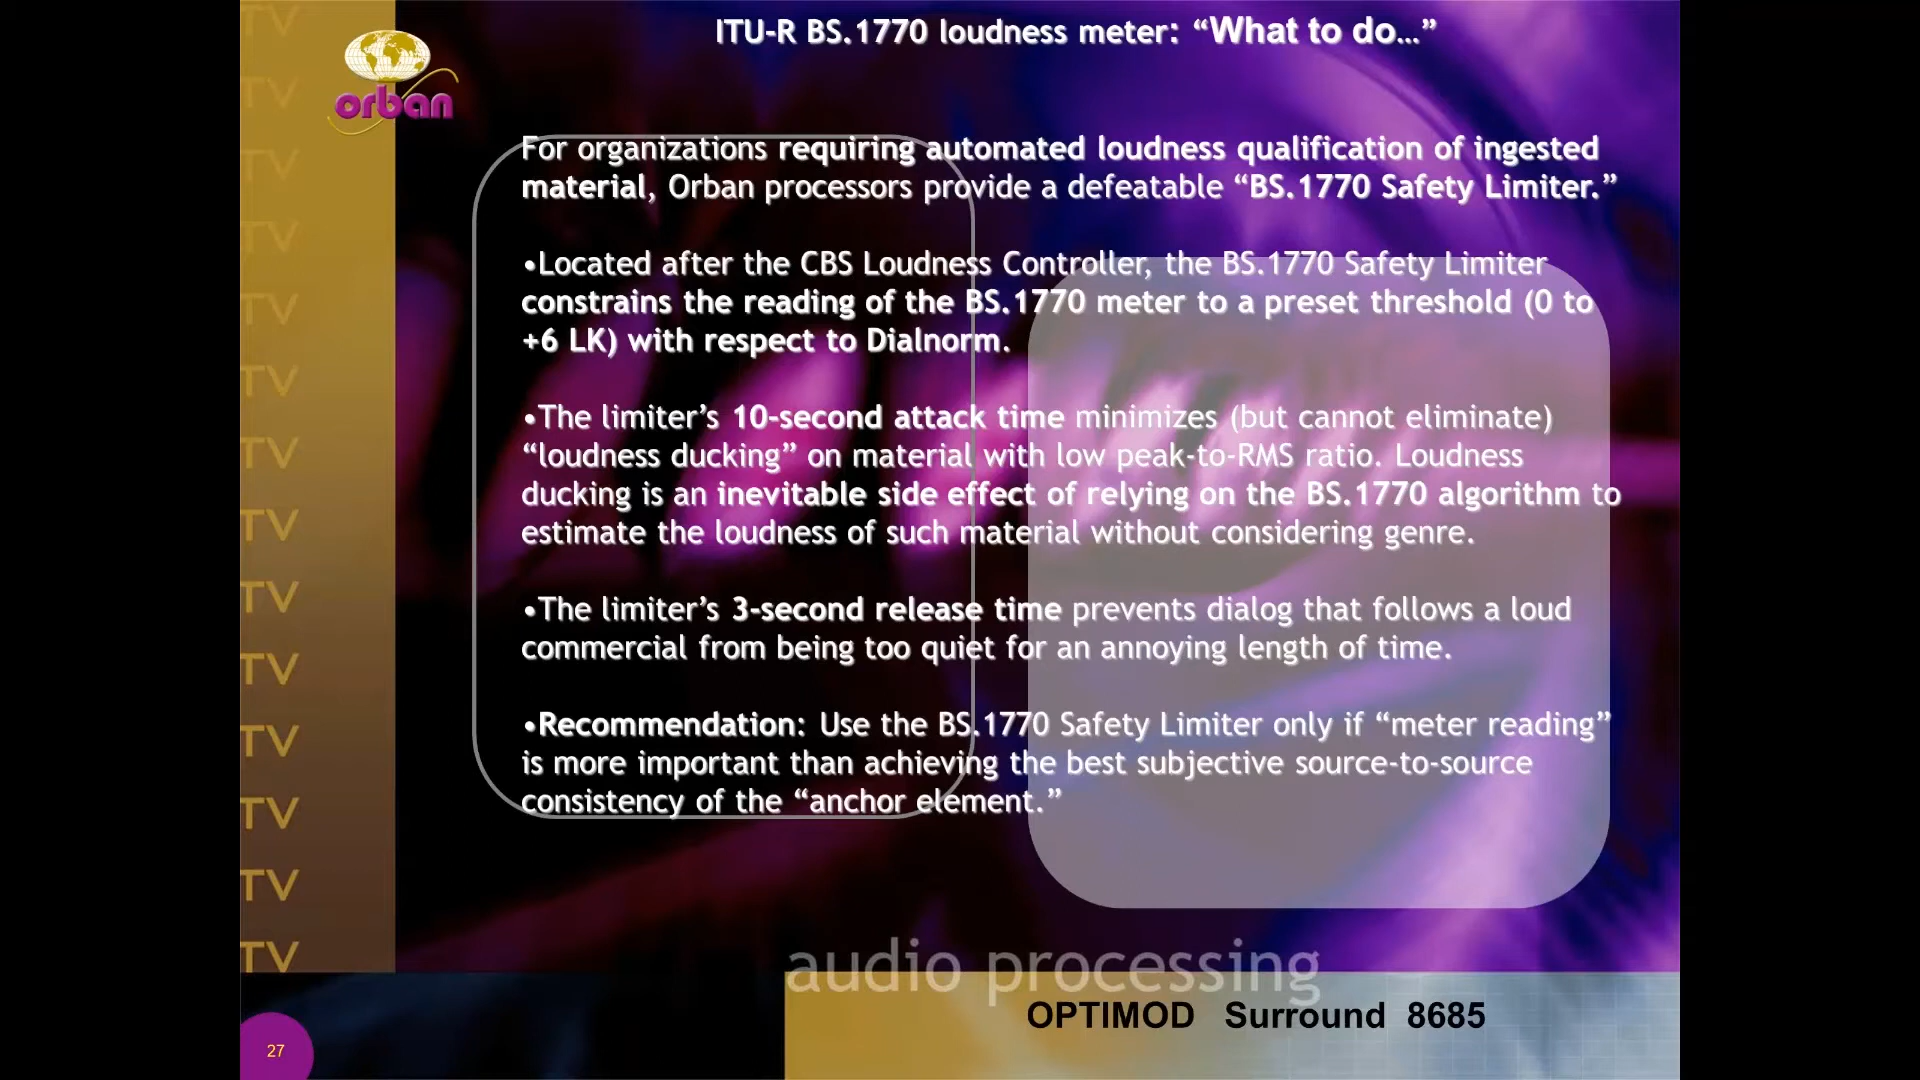 ITU-R BS.1770 loudness meter: “What to do…”
orban
For organizations requiring automated loudness qualification of ingested
material, Orban processors provide a defeatable “BS.1770 Safety Limiter.”
•Located after the CBS Loudness Controller, the BS.1770 Safety Limiter
constrains the reading of the BS.1770 meter to a preset threshold (0 to
+6 LK) with respect to Dialnorm.
•The limiter’s 10-second attack time minimizes (but cannot eliminate)
“loudness ducking” on material with low peak-to-RMS ratio. Loudness
ducking is an inevitable side effect of relying on the BS.1770 algorithm to
estimate the loudness of such material without considering genre.
•The limiter’s 3-second release time prevents dialog that follows a loud
commercial from being too quiet for an annoying length of time.
•Recommendation: Use the BS.1770 Safety Limiter only if “meter reading”
is more important than achieving the best subjective source-to-source
consistency of the “anchor element.”
TV
TV
TV
TV
TV
TV
TV
TV
TV
TV
TV
TV
TV
TV
audio processing
OPTIMOD Surround 8685
27